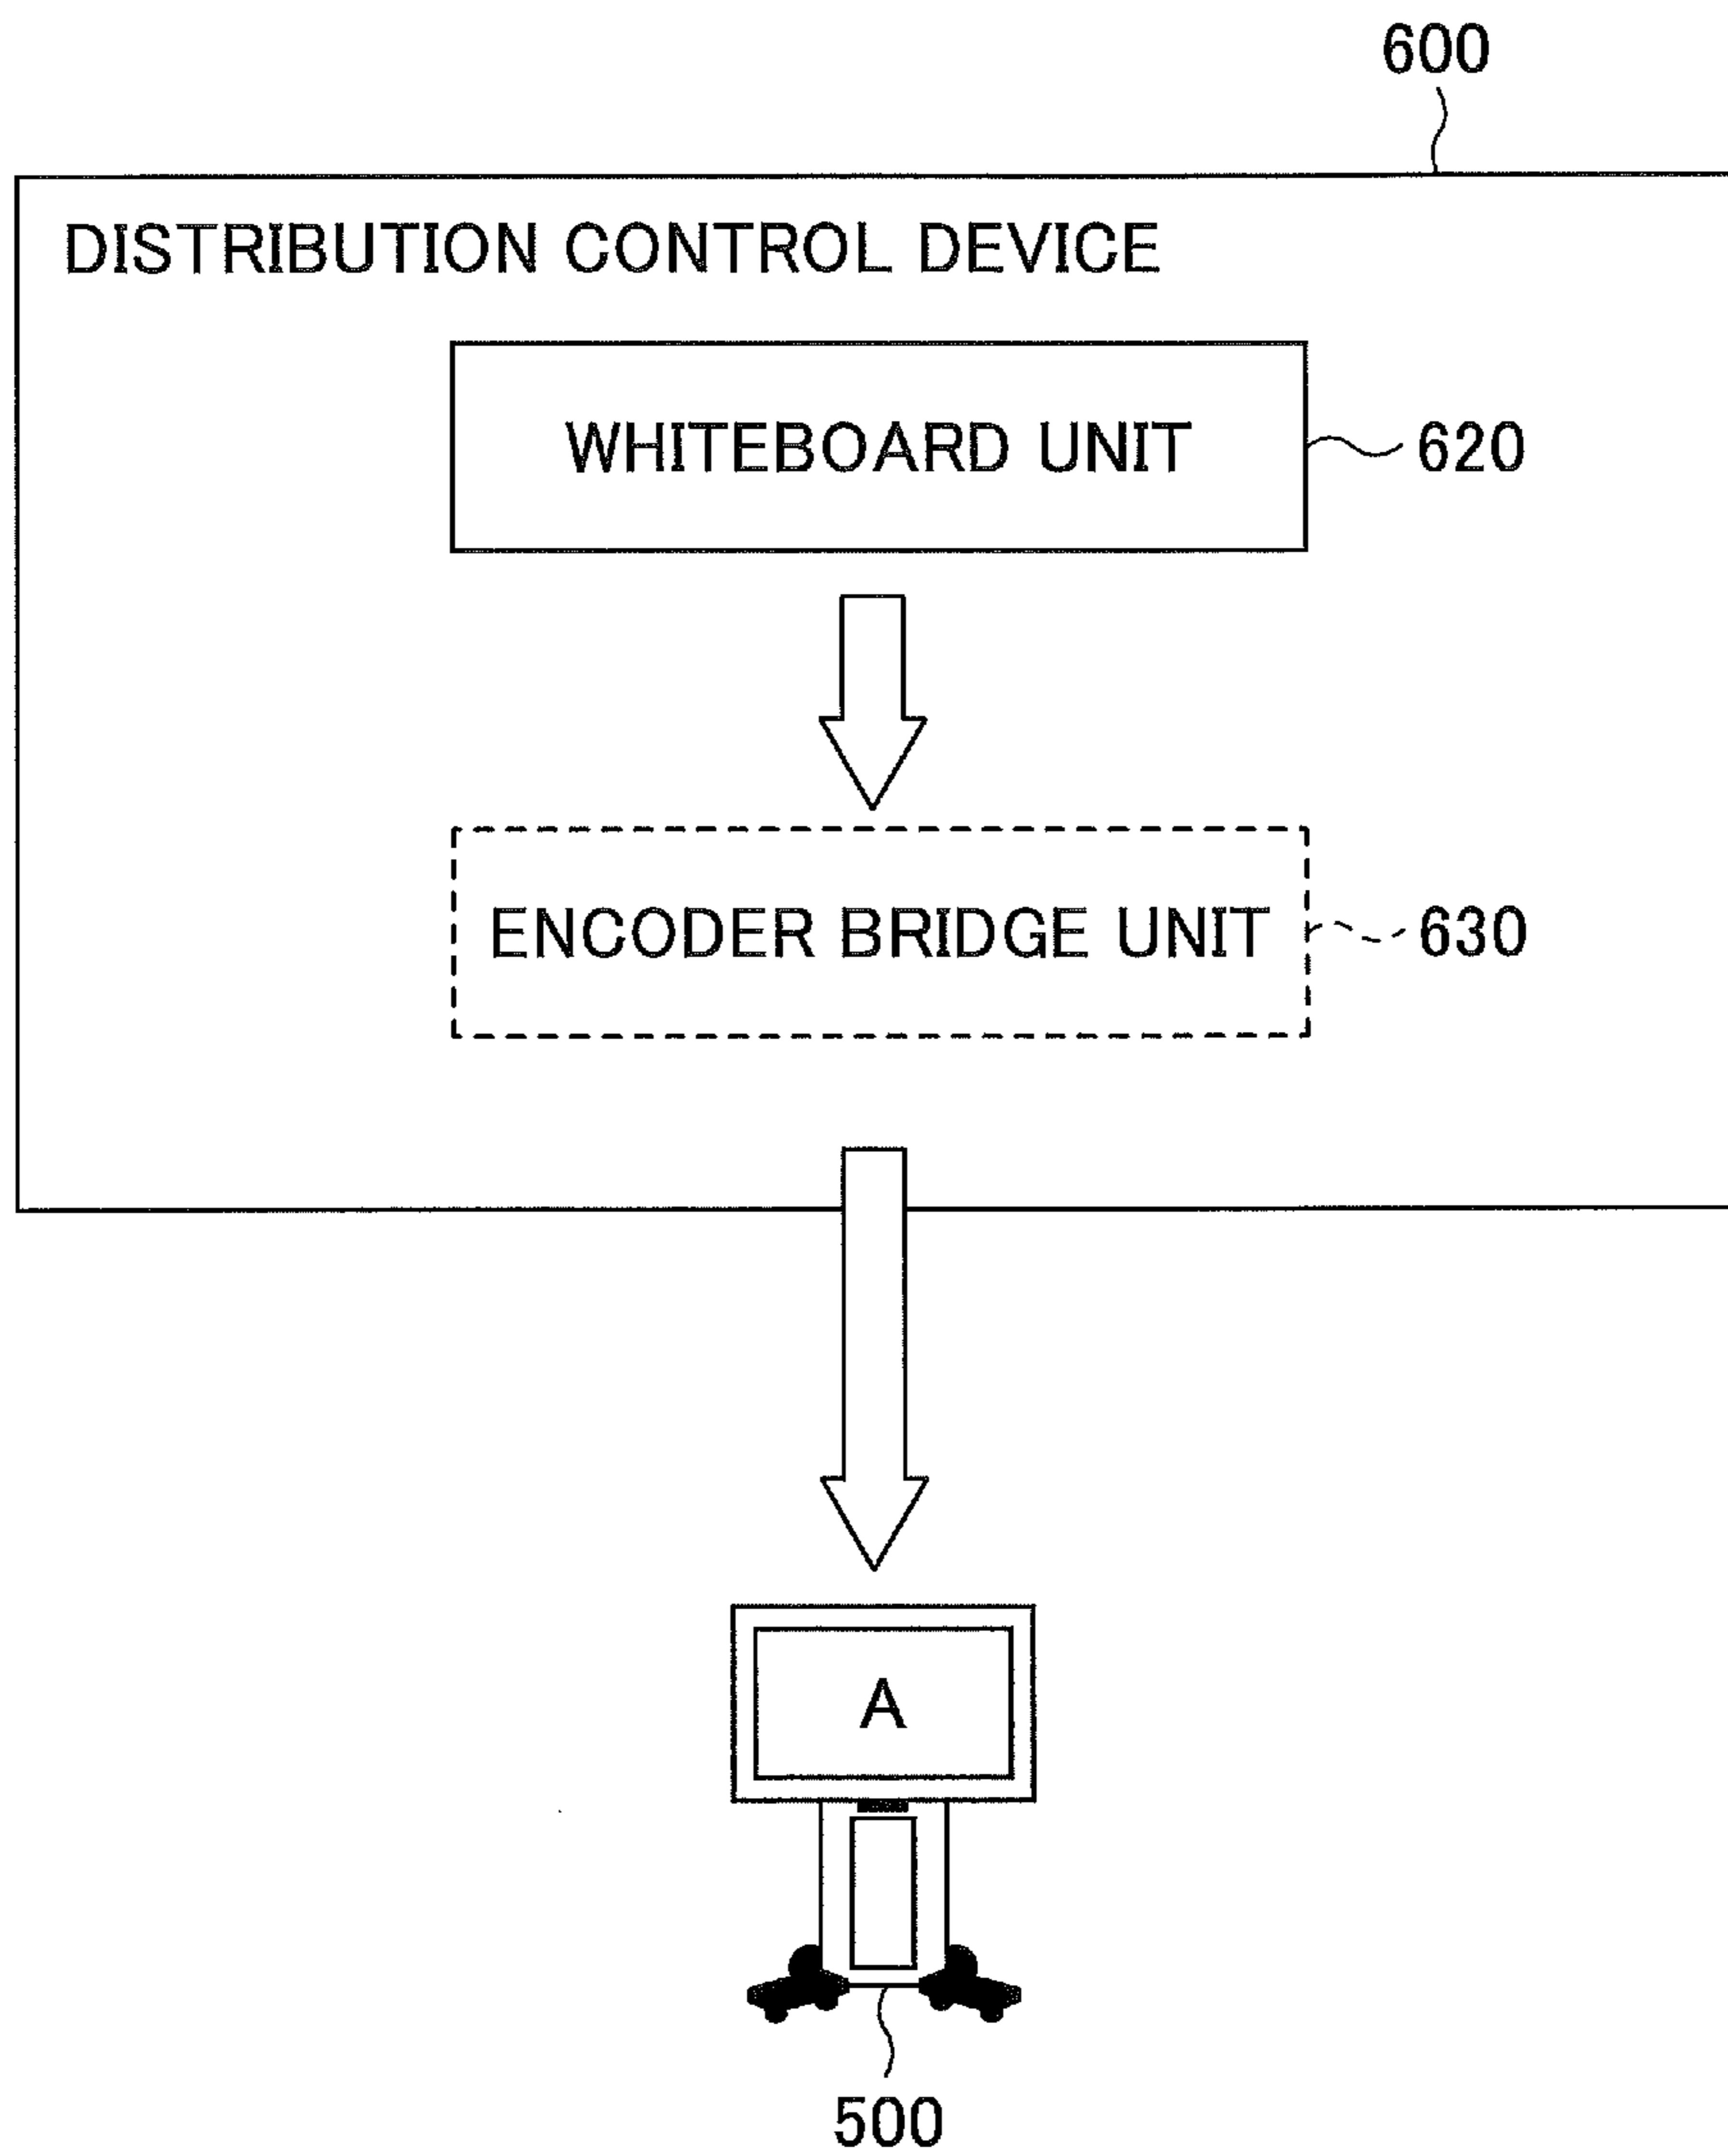 600
DISTRIBUTION CONTROL DEVICE
WHITEBOARD UNIT
620
ENCODER BRIDGE UNIT
630
A
500